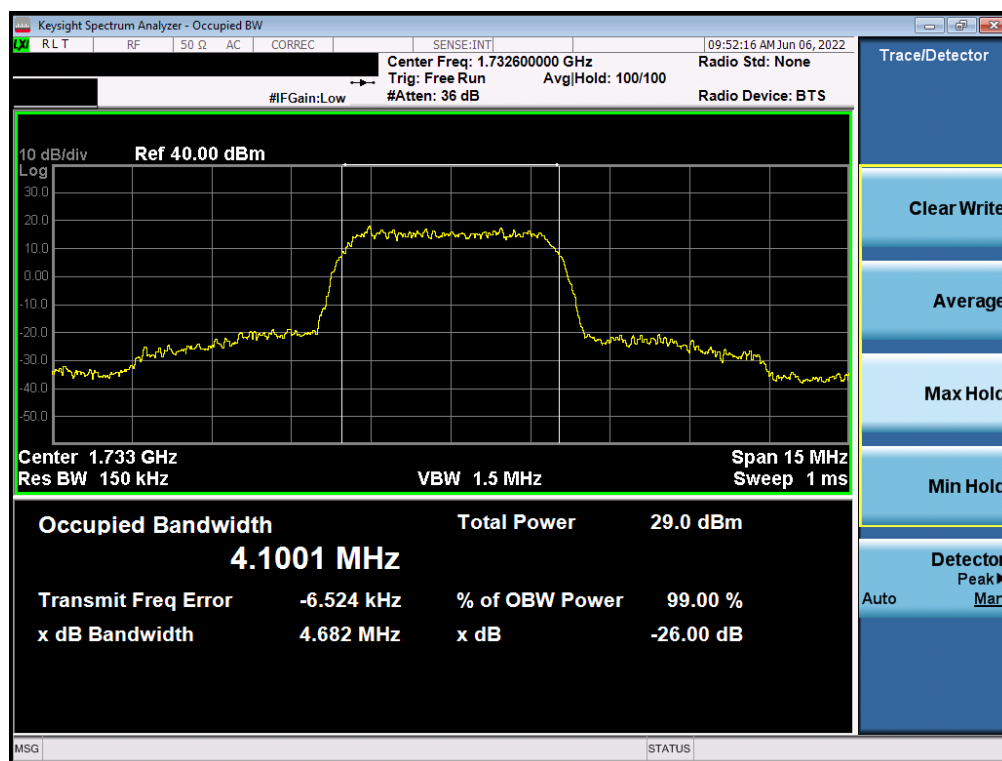 Keysight Spectrum Analyzer - Occupied BW
LXI RLT RF 50 Ω AC CORREC SENSE:INT 09:52:16 AM Jun 06, 2022
Center Freq: 1.732600000 GHz Radio Std: None
Trig: Free Run Avg|Hold: 100/100
#IFGain:Low #Atten: 36 dB Radio Device: BTS
10 dB/div Ref 40.00 dBm
Log
30.0
20.0
10.0
0.00
-10.0
-20.0
-30.0
-40.0
-50.0
Center 1.733 GHz Span 15 MHz
Res BW 150 kHz VBW 1.5 MHz Sweep 1 ms
Occupied Bandwidth Total Power 29.0 dBm
4.1001 MHz
Transmit Freq Error -6.524 kHz % of OBW Power 99.00 %
x dB Bandwidth 4.682 MHz x dB -26.00 dB
MSG STATUS
Trace/Detector
Clear Write
Average
Max Hold
Min Hold
Detector
Peak
Auto Man